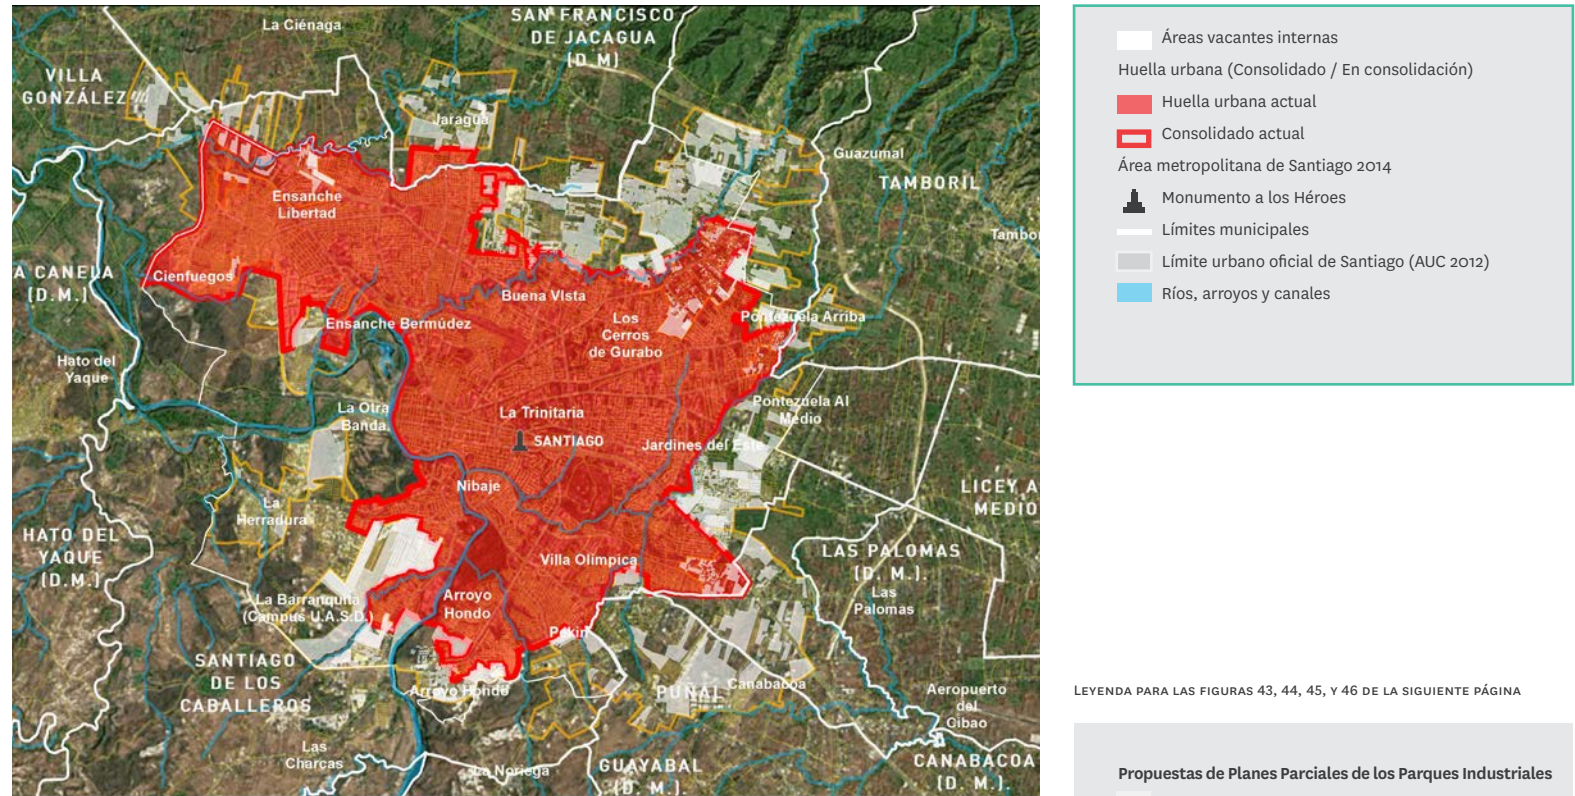 La Ciénaga
SAN FRANCISCO
DE JACAGUA
(D.M)
VILLA
GONZÁLEZ
Jaragua
Guazumal
TAMBORIL
Ensanche
Libertad
Cienfuegos
A CANELA
(D.M.)
Buena VIsta
Ensanche Bermúdez
Los
Cerros
de Gurabo
Pontezuela Arriba
Hato del
Yaque
La Otra
Banda
La Trinitaria
SANTIAGO
Pontezuela Al
Medio
Jardines del Este
Nibaje
LICEY A
MEDIO
La
Herradura
HATO DEL
YAQUE
(D.M.)
Villa Olimpica
LAS PALOMAS
(D. M.).
Las
Palomas
La Barranquita
(Campus U.A.S.D.)
Arroyo
Hondo
Pekin
SANTIAGO
DE LOS
CABALLEROS
Arroyo Hondo
PUÑAL
Canabacoa
Aeropuerto
del
Cibao
Las
Charcas
La Noriega
GUAYABAL
(D. M.).
CANABACOA
(D. M.).
Áreas vacantes internas
Huella urbana (Consolidado / En consolidación)
Huella urbana actual
Consolidado actual
Área metropolitana de Santiago 2014
Monumento a los Héroes
Límites municipales
Límite urbano oficial de Santiago (AUC 2012)
Ríos, arroyos y canales
Leyenda para las figuras 43, 44, 45, y 46 de la siguiente página
Propuestas de Planes Parciales de los Parques Industriales